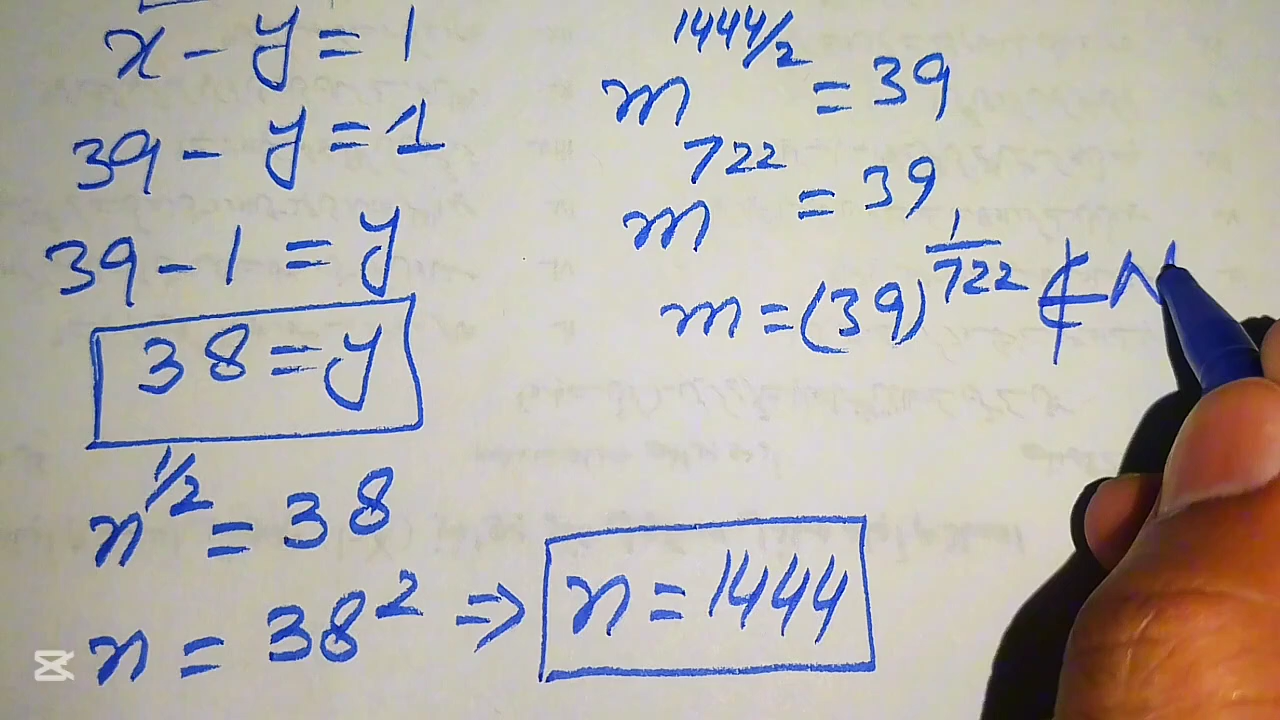 x - y = 1
39 - y = 1
39 - 1 = y
38 = y
n^1/2 = 38
n = 38^2 => n = 1444
m^1444/2 = 39
m^722 = 39
m = (39)^1/722 ∉ N